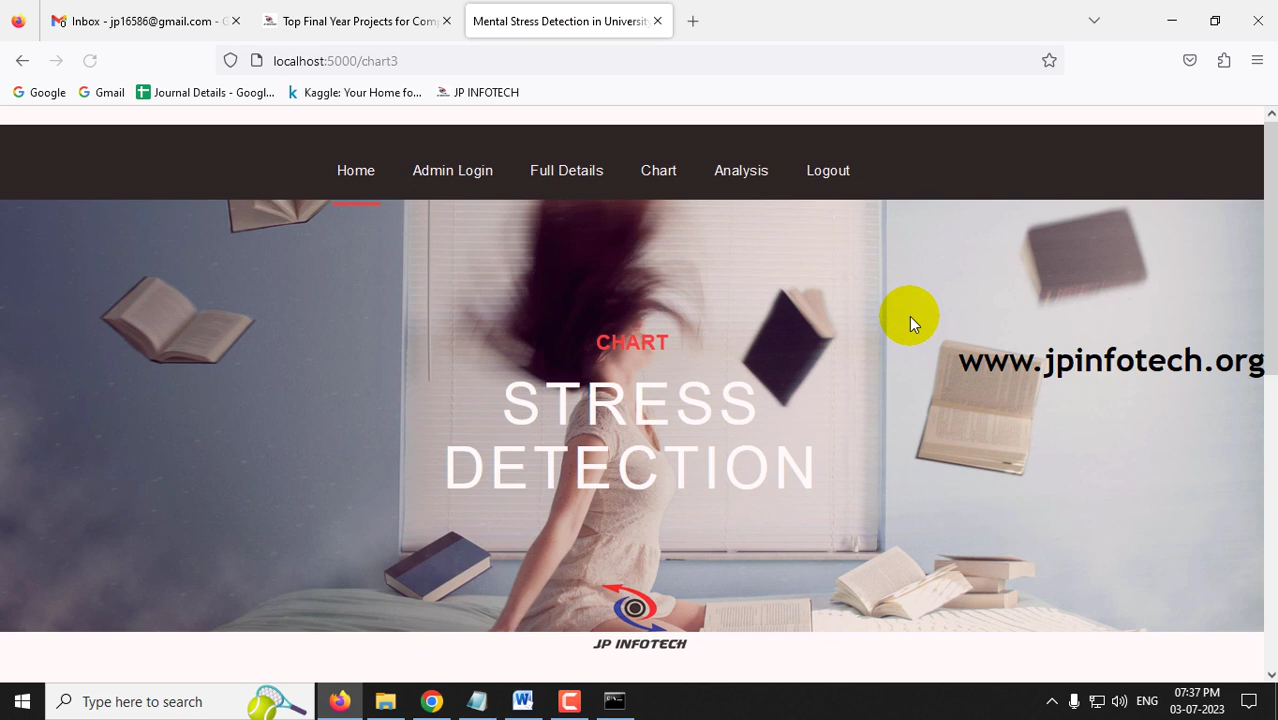 Inbox - jp16586@gmail.com - G
Top Final Year Projects for Comp
Mental Stress Detection in University
localhost:5000/chart3
Google
Gmail
Journal Details - Googl...
Kaggle: Your Home fo...
JP INFOTECH
Home
Admin Login
Full Details
Chart
Analysis
Logout
CHART
www.jpinfotech.org
STRESS
DETECTION
JP INFOTECH
Type here to search
ENG
07:37 PM
03-07-2023